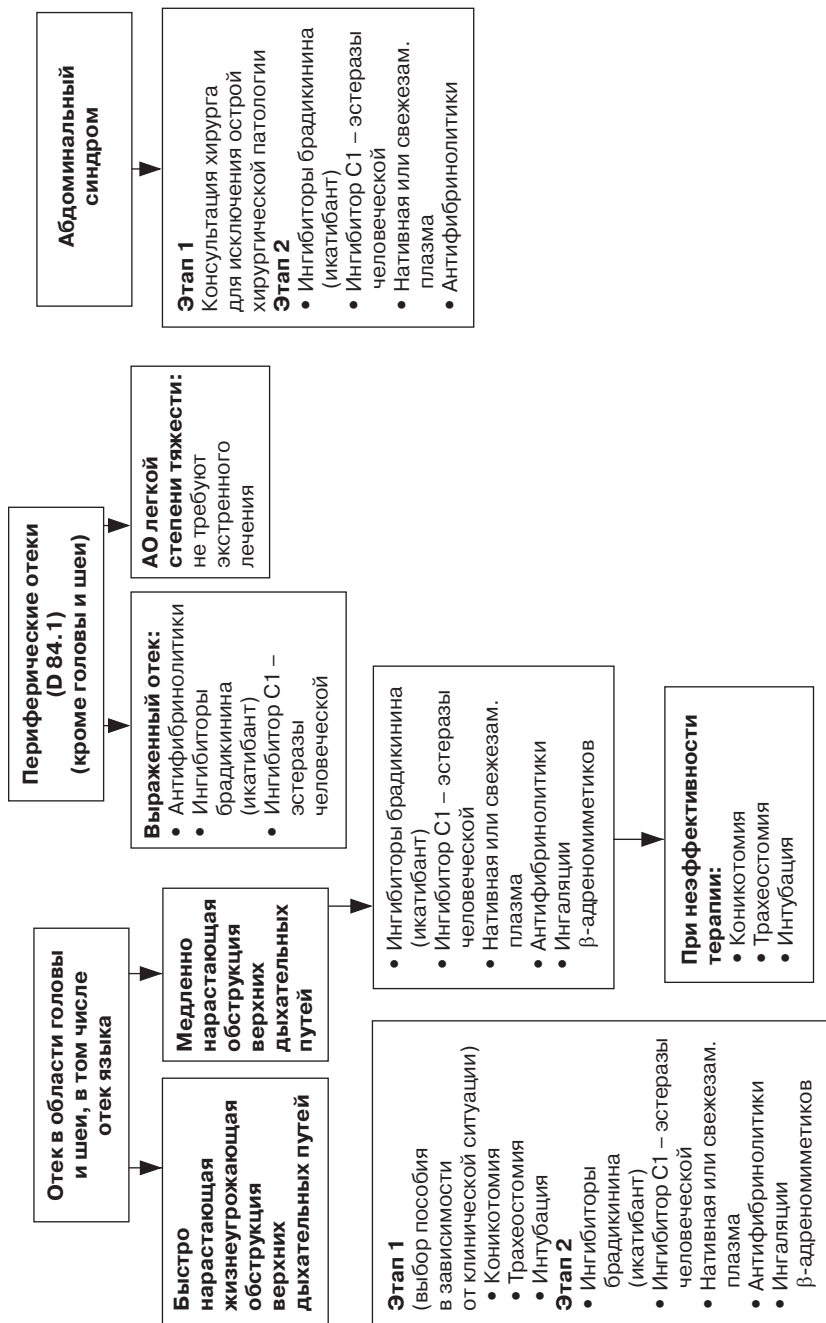 Отек в области головы
и шеи, в том числе
отек языка
Быстро
нарастающая
жизнеугрожающая
обструкция
верхних
дыхательных путей
Этап 1
(выбор пособия
в зависимости
от клинической ситуации)
• Коникотомия
• Трахеостомия
• Интубация
Этап 2
• Ингибиторы
брадикинина
(икатибант)
• Ингибитор С1 – эстеразы
человеческой
• Нативная или свежезам.
плазма
• Антифибринолитики
• Ингаляции
β-адреномиметиков
Медленно
нарастающая
обструкция
верхних
дыхательных
путей
• Ингибиторы брадикинина
(икатибант)
• Ингибитор С1 – эстеразы
человеческой
• Нативная или свежезам.
плазма
• Антифибринолитики
• Ингаляции
β-адреномиметиков
При неэффективности
терапии:
• Коникотомия
• Трахеостомия
• Интубация
Периферические отеки
(D 84.1)
(кроме головы и шеи)
Выраженный отек:
• Антифибринолитики
• Ингибиторы
брадикинина
(икатибант)
• Ингибитор С1 –
эстеразы
человеческой
АО легкой
степени тяжести:
не требуют
экстренного
лечения
Абдоминальный
синдром
Этап 1
Консультация хирурга
для исключения острой
хирургической патологии
Этап 2
• Ингибиторы брадикинина
(икатибант)
• Ингибитор С1 – эстеразы
человеческой
• Нативная или свежезам.
плазма
• Антифибринолитики